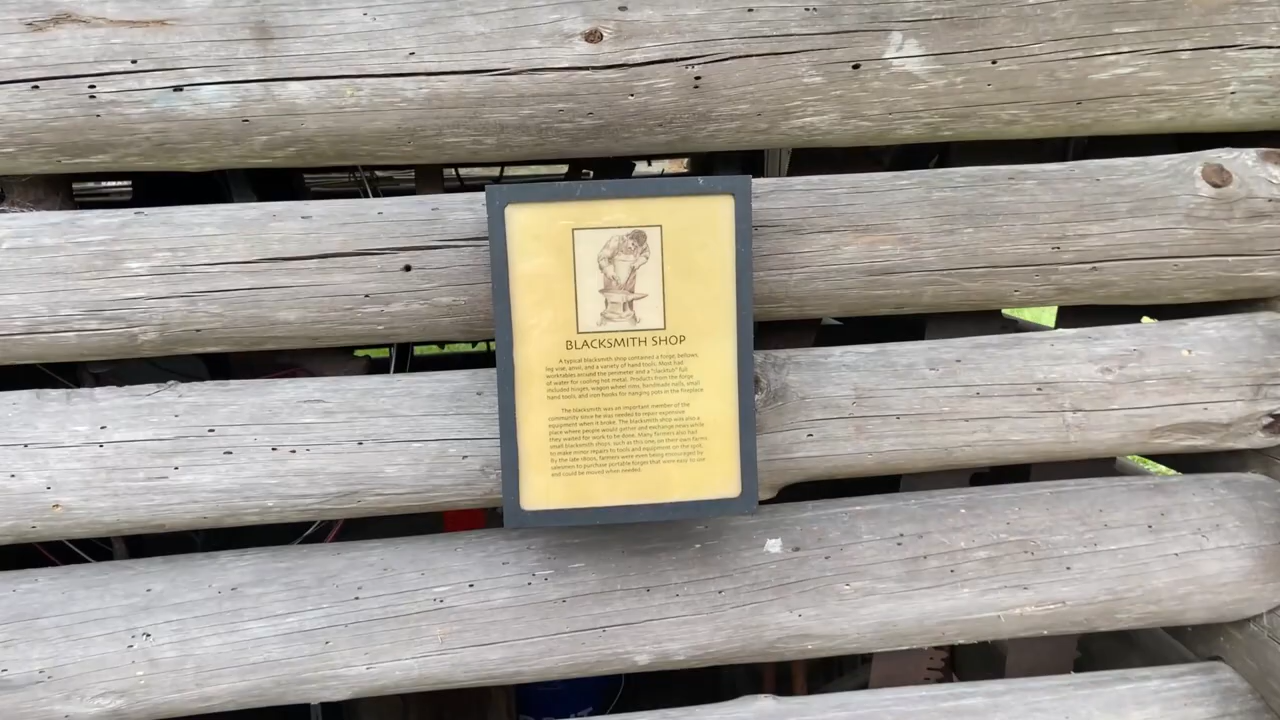 BLACKSMITH SHOP
A typical blacksmith shop contained a forge, bellows,
leg vise, anvil, and a variety of hand tools. Most had
worktables around the perimeter and a "slacktub" full
of water for cooling hot metal. Products from the forge
included hinges, wagon wheel rims, handmade nails, small
hand tools, and iron hooks for hanging pots in the fireplace
The blacksmith was an important member of the
community since he was needed to repair expensive
equipment when it broke. The blacksmith shop was also a
place where people would gather and exchange news while
they waited for work to be done. Many farmers also had
small blacksmith shops, such as this one, on their own farms
to make minor repairs to tools and equipment on the spot.
By the late 1800s, farmers were even being encouraged by
salesmen to purchase portable forges that were easy to use
and could be moved when needed.